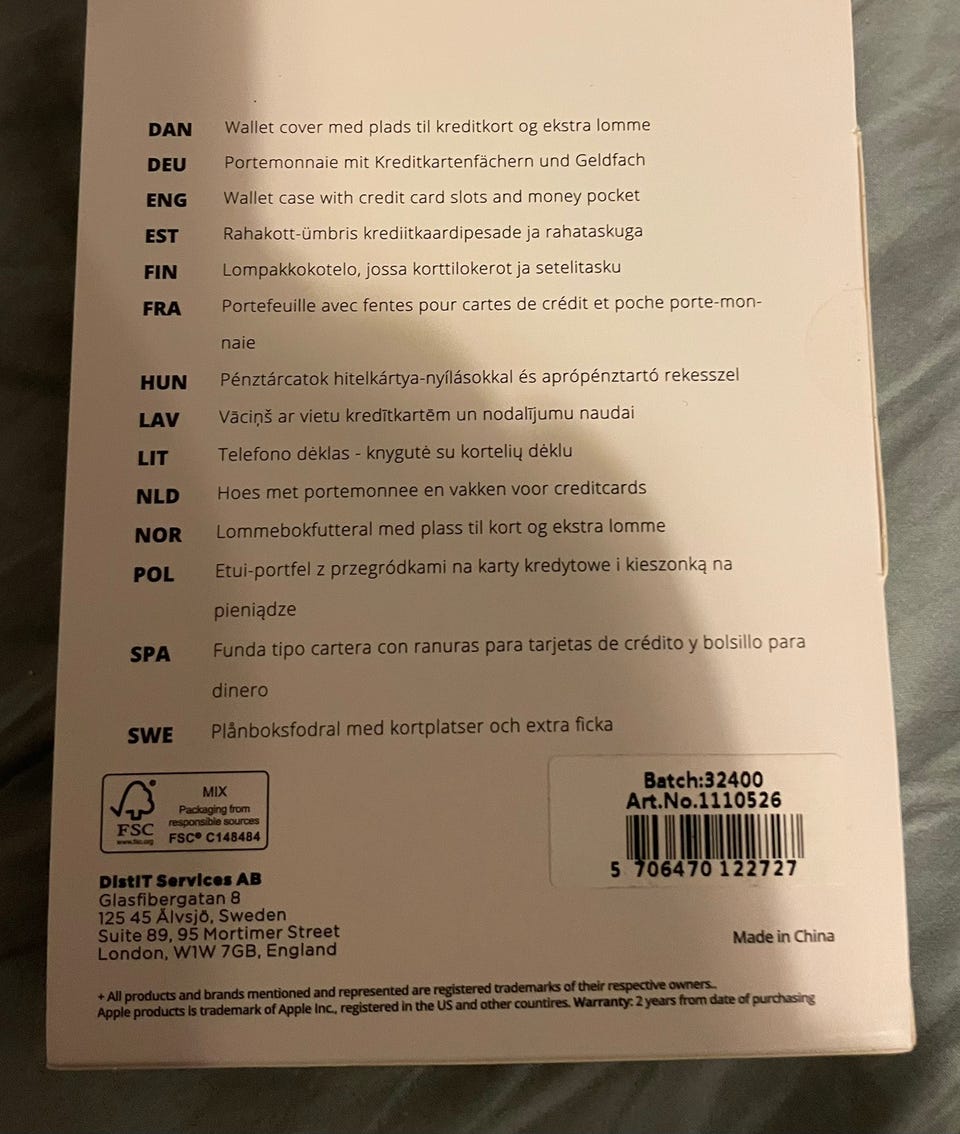 DAN Wallet cover med plads til kreditkort og ekstra lomme
DEU Portemonnaie mit Kreditkartenfächern und Geldfach
ENG Wallet case with credit card slots and money pocket
EST Rahakott-ümbris krediitkaardipesade ja rahataskuga
FIN Lompakkokotelo, jossa korttilokerot ja setelitasku
FRA Portefeuille avec fentes pour cartes de crédit et poche porte-mon-
naie
HUN Pénztárcatok hitelkártya-nyílásokkal és aprópénztartó rekesszel
LAV Vāciņš ar vietu kredītkartēm un nodalījumu naudai
LIT Telefono dėklas - knygutė su kortelių dėklu
NLD Hoes met portemonnee en vakken voor creditcards
NOR Lommebokfutteral med plass til kort og ekstra lomme
POL Etui-portfel z przegródkami na karty kredytowe i kieszonką na
pieniądze
SPA Funda tipo cartera con ranuras para tarjetas de crédito y bolsillo para
dinero
SWE Plånboksfodral med kortplatser och extra ficka
FSC
www.fsc.org
MIX
Packaging from
responsible sources
FSC® C148484
Batch:32400
Art.No.1110526
5 706470 122727
DistIT Services AB
Glasfibergatan 8
125 45 Älvsjö, Sweden
Suite 89, 95 Mortimer Street
London, W1W 7GB, England
Made in China
+ All products and brands mentioned and represented are registered trademarks of their respective owners..
Apple products is trademark of Apple Inc., registered in the US and other countires. Warranty: 2 years from date of purchasing